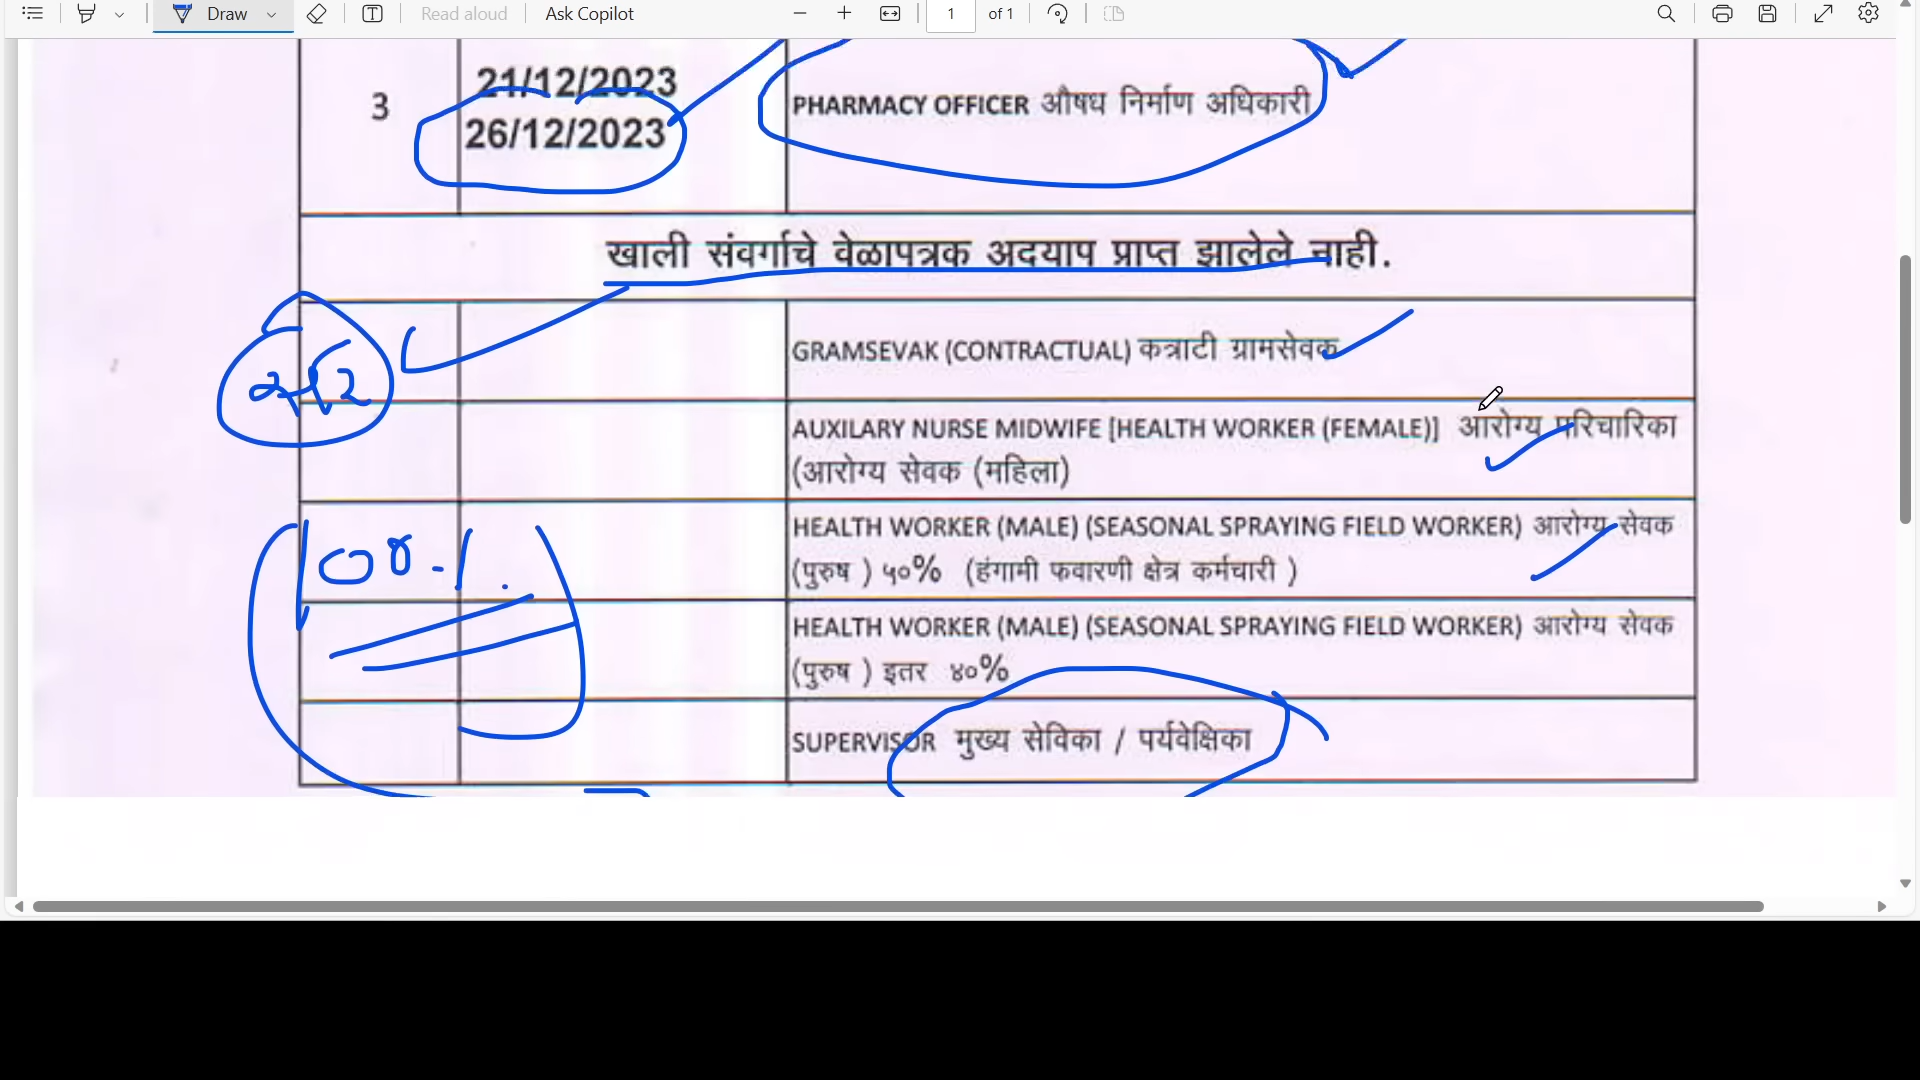 Draw
Read aloud
Ask Copilot
1 of 1
21/12/2023
3
26/12/2023
PHARMACY OFFICER औषध निर्माण अधिकारी
खाली संवर्गाचे वेळापत्रक अदयाप प्राप्त झालेले नाही.
GRAMSEVAK (CONTRACTUAL) कत्राटी ग्रामसेवक
AUXILARY NURSE MIDWIFE [HEALTH WORKER (FEMALE)] आरोग्य परिचारिका
(आरोग्य सेवक (महिला)
HEALTH WORKER (MALE) (SEASONAL SPRAYING FIELD WORKER) आरोग्य सेवक
(पुरुष ) ५०% (हंगामी फवारणी क्षेत्र कर्मचारी )
HEALTH WORKER (MALE) (SEASONAL SPRAYING FIELD WORKER) आरोग्य सेवक
(पुरुष ) इतर ४०%
SUPERVISOR मुख्य सेविका / पर्यवेक्षिका